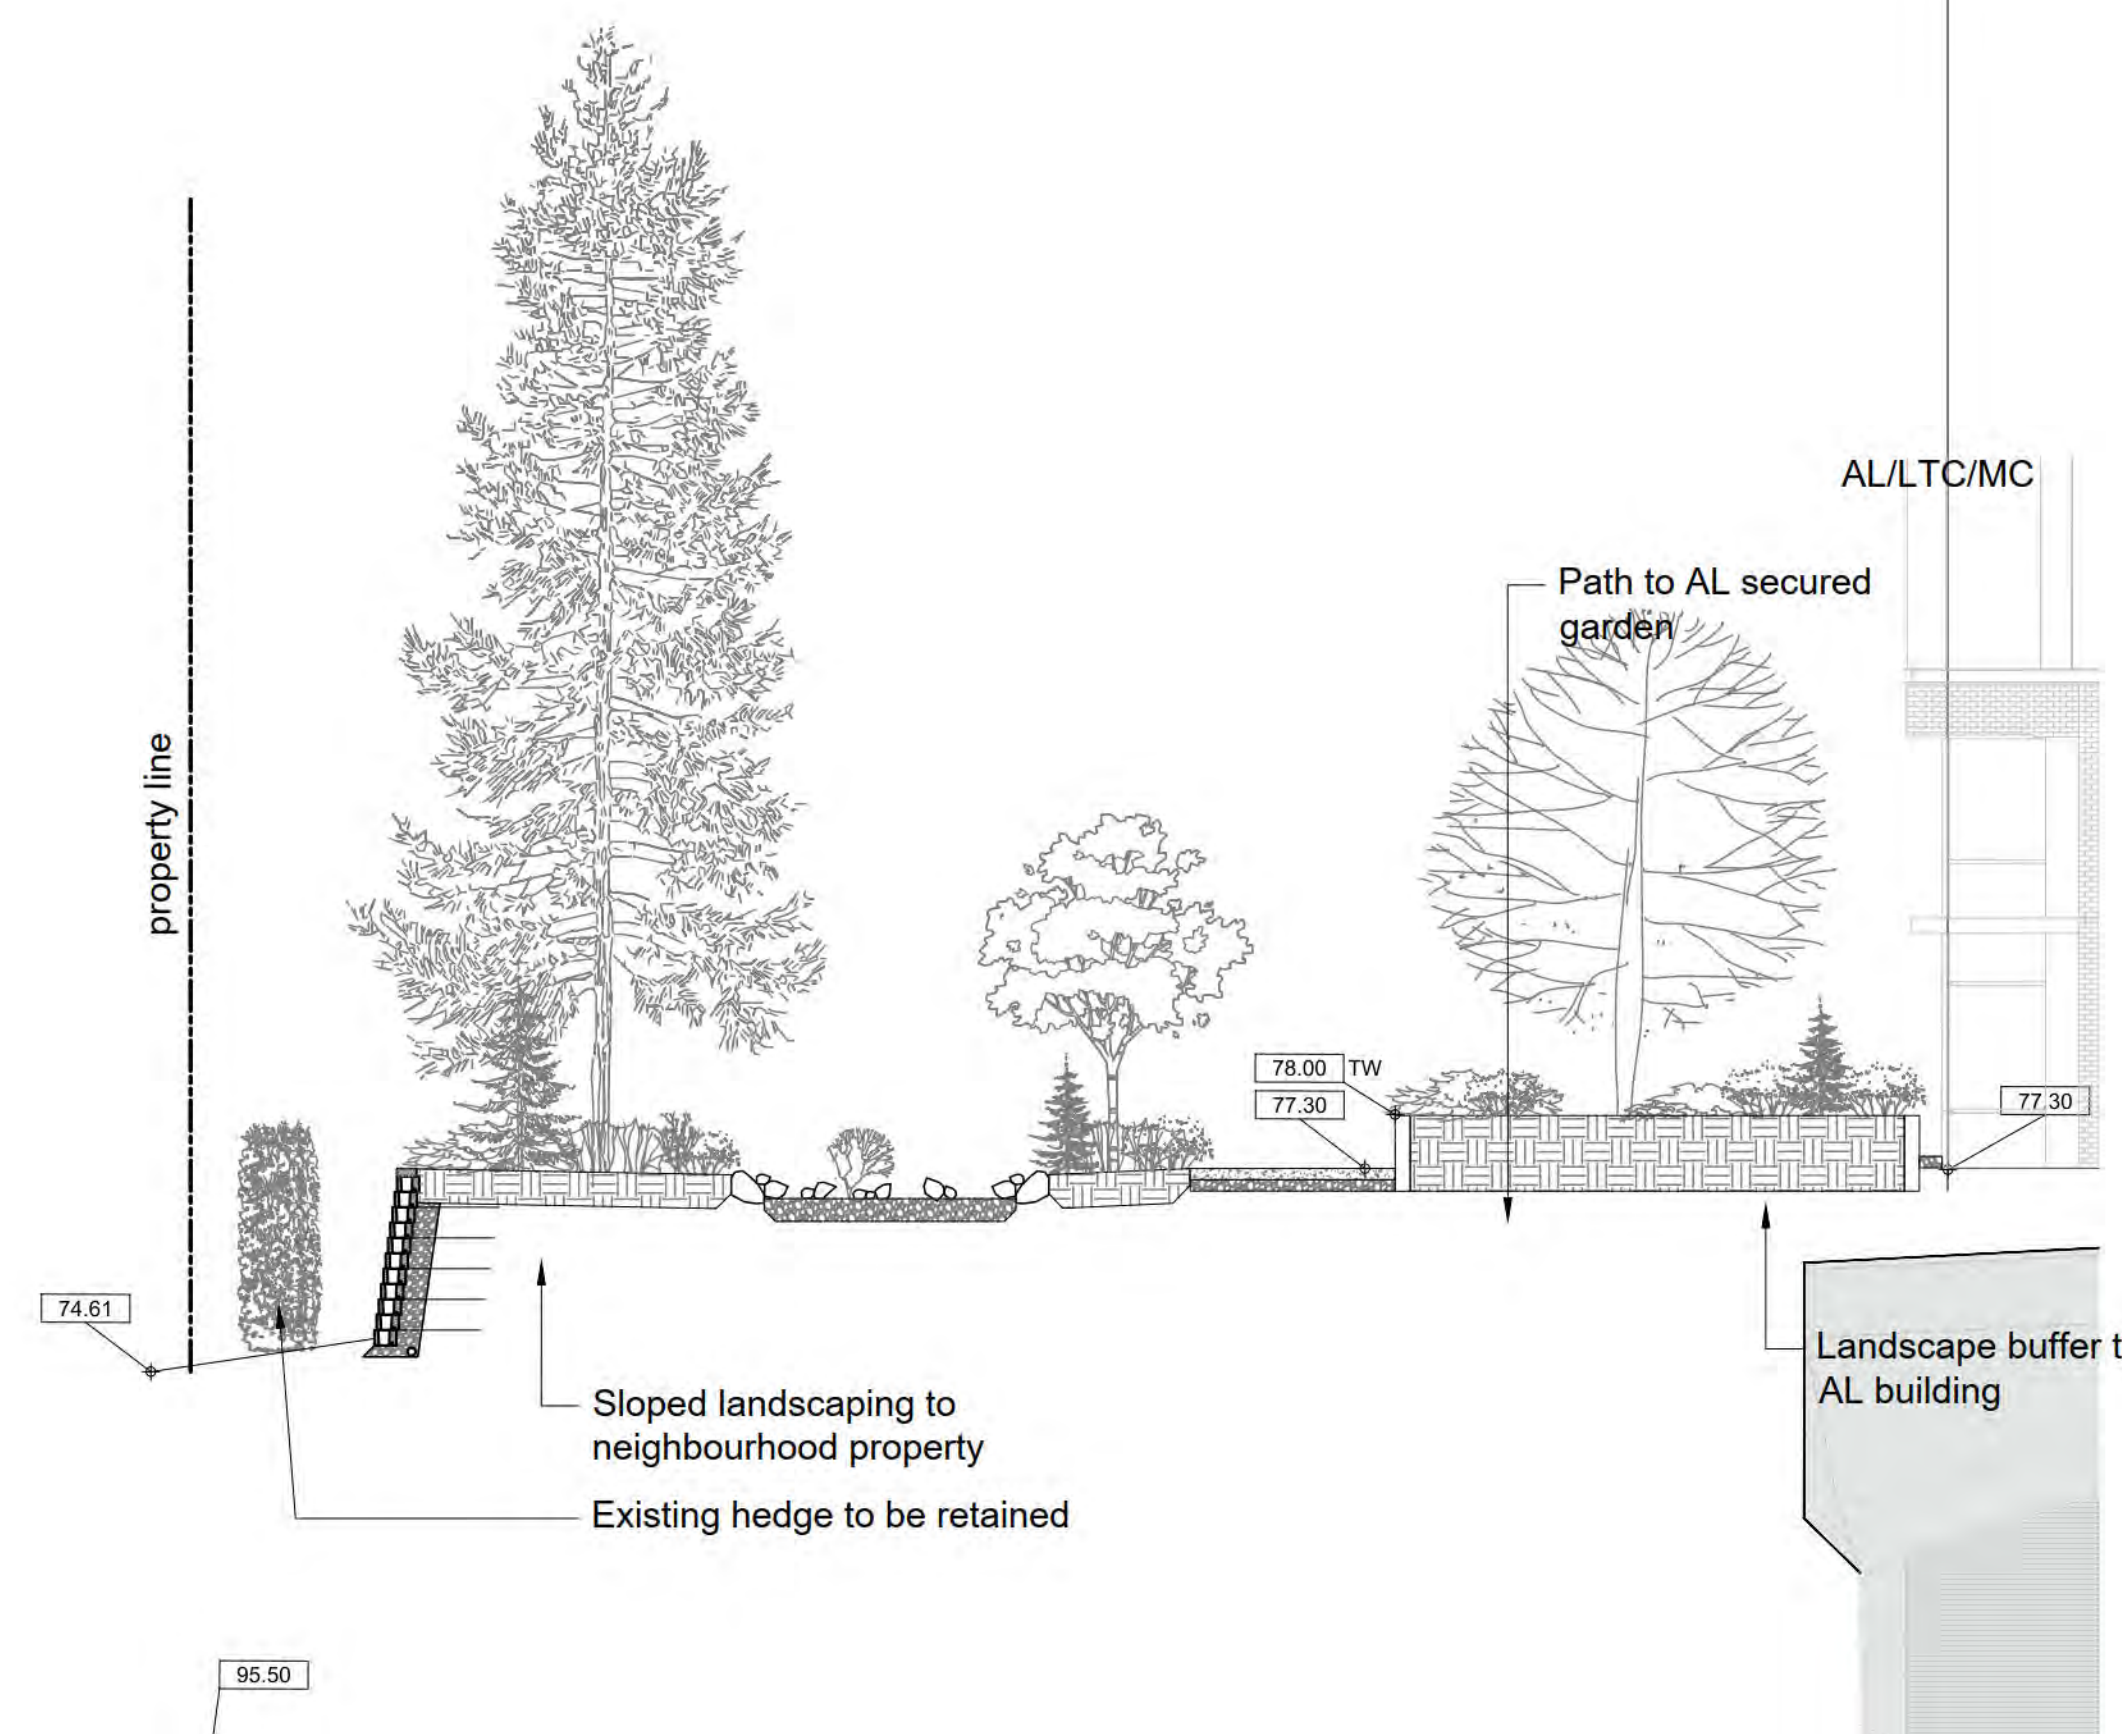 AL/LTC/MC
Path to AL secured
garden
property line
78.00 TW
77.30
77.30
74.61
Landscape buffer t
AL building
Sloped landscaping to
neighbourhood property
Existing hedge to be retained
95.50